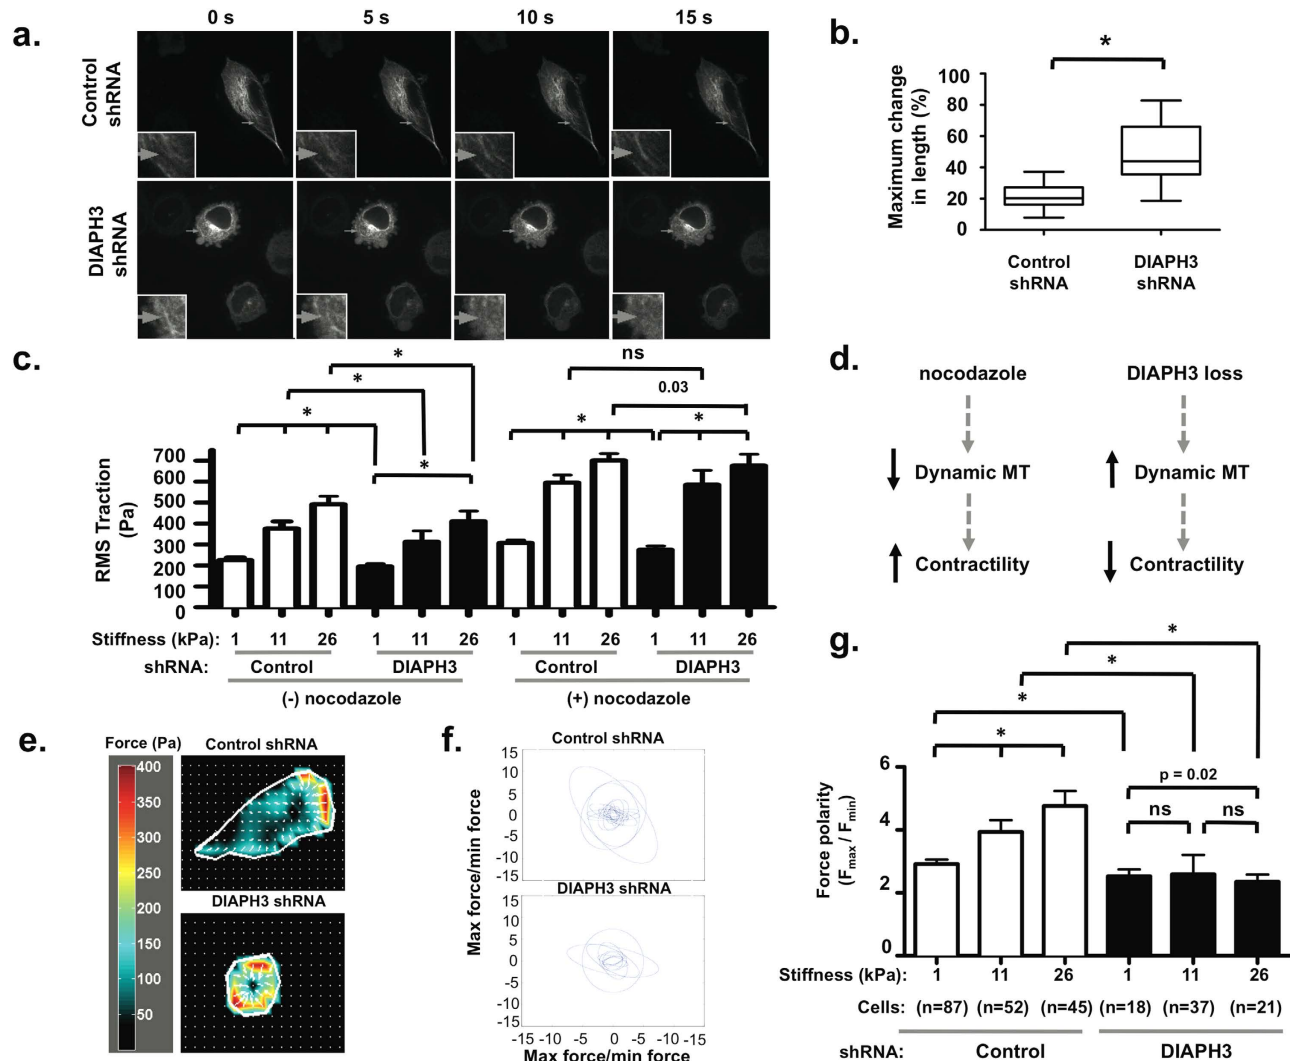 a.
0 s 5 s 10 s 15 s
Control
shRNA
DIAPH3
shRNA
b.
*
Maximum change
in length (%)
100
80
60
40
20
0
Control
shRNA
DIAPH3
shRNA
c.
*
*
*
*
ns
0.03
*
*
RMS Traction
(Pa)
700
600
500
400
300
200
100
0
Stiffness (kPa): 1 11 26 1 11 26 1 11 26 1 11 26
shRNA: Control DIAPH3 Control DIAPH3
(-) nocodazole (+) nocodazole
d.
nocodazole DIAPH3 loss
Dynamic MT Dynamic MT
Contractility Contractility
e.
Force (Pa)
400
350
300
250
200
150
100
50
Control shRNA
DIAPH3 shRNA
f.
Control shRNA
15
10
5
0
-5
-10
-15
DIAPH3 shRNA
15
10
5
0
-5
-10
-15
Max force/min force
-15 -10 -5 0 -5 -10 -15
Max force/min force
g.
*
*
*
*
p = 0.02
ns ns
Force polarity
(Fmax / Fmin)
6
4
2
0
Stiffness (kPa): 1 11 26 1 11 26
Cells: (n=87) (n=52) (n=45) (n=18) (n=37) (n=21)
shRNA: Control DIAPH3